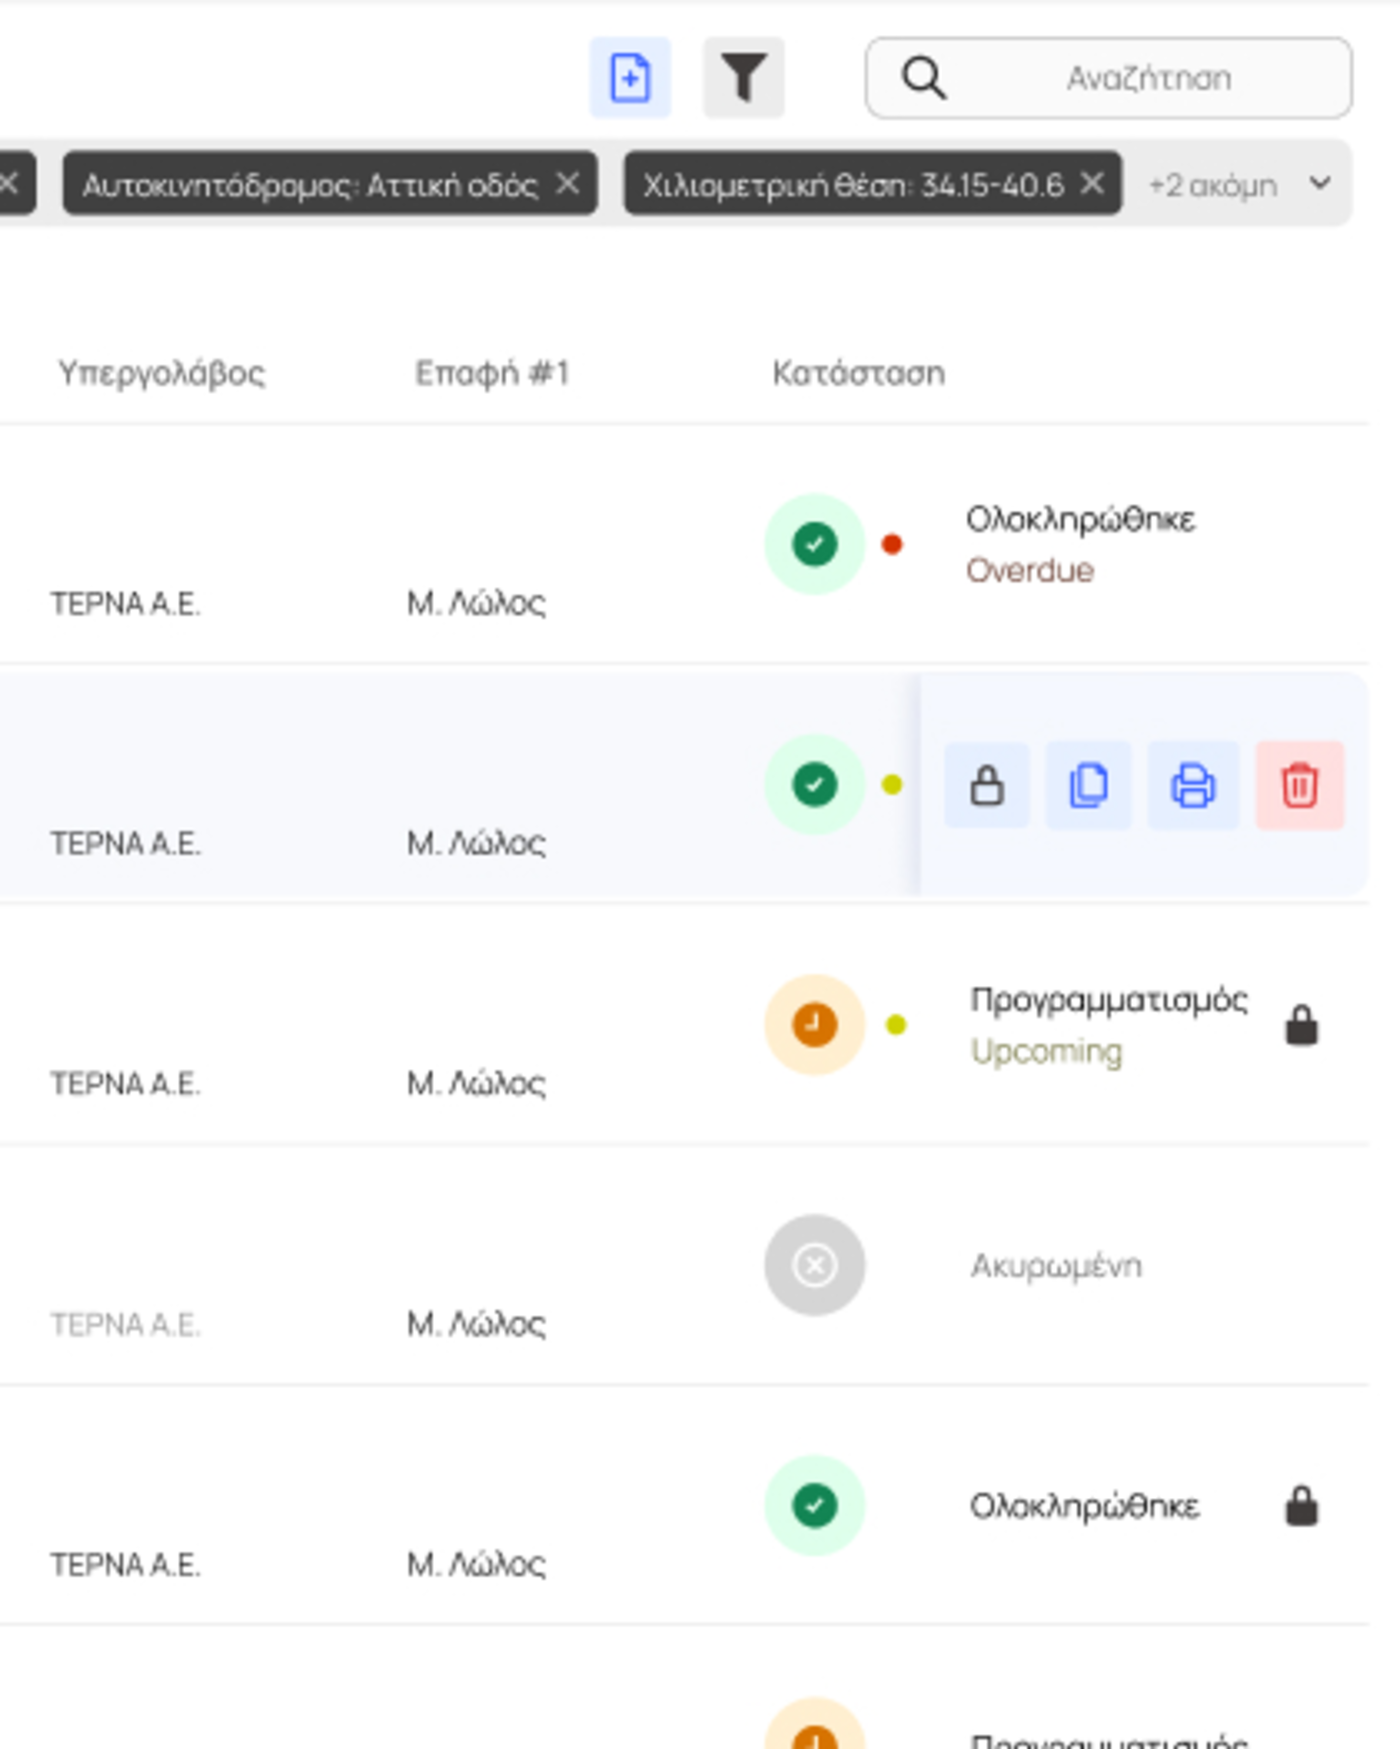 Αναζήτηση
Αυτοκινητόδρομος: Αττική οδός Χιλιομετρική θέση: 34.15-40.6 +2 ακόμη
Υπεργολάβος Επαφή #1 Κατάσταση
Ολοκληρώθηκε
Overdue
ΤΕΡΝΑ Α.Ε. Μ. Λώλος
ΤΕΡΝΑ Α.Ε. Μ. Λώλος
Προγραμματισμός
Upcoming
ΤΕΡΝΑ Α.Ε. Μ. Λώλος
Ακυρωμένη
ΤΕΡΝΑ Α.Ε. Μ. Λώλος
Ολοκληρώθηκε
ΤΕΡΝΑ Α.Ε. Μ. Λώλος
Προγραμματισμός